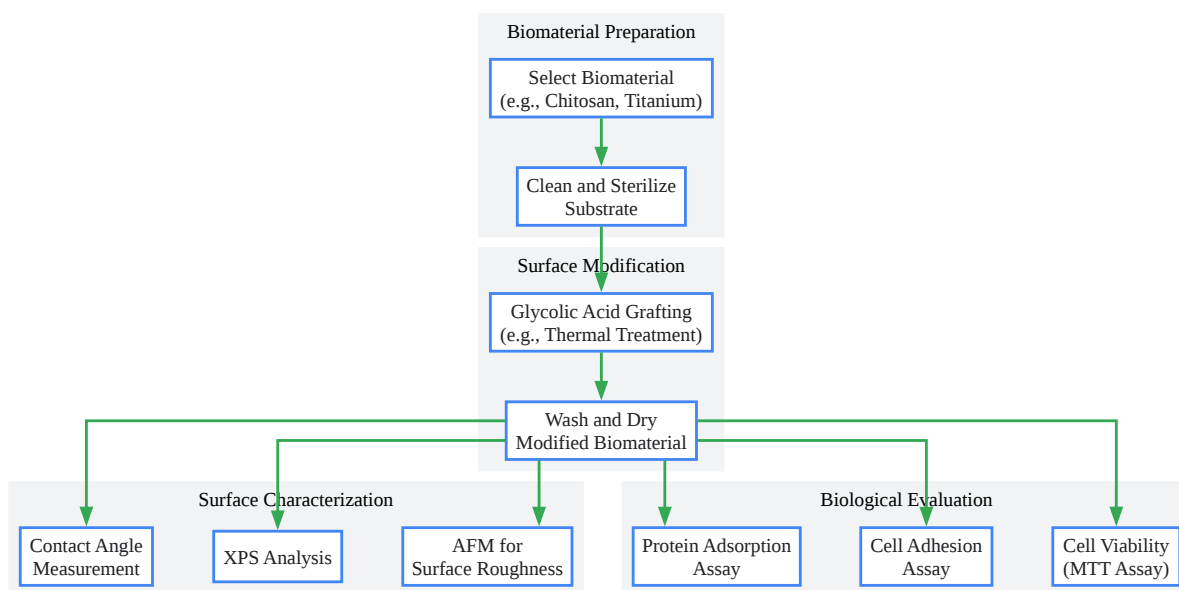 Biomaterial Preparation
Select Biomaterial
(e.g., Chitosan, Titanium)
Clean and Sterilize
Substrate
Surface Modification
Glycolic Acid Grafting
(e.g., Thermal Treatment)
Wash and Dry
Modified Biomaterial
Surface Characterization
Contact Angle
Measurement
XPS Analysis
AFM for
Surface Roughness
Biological Evaluation
Protein Adsorption
Assay
Cell Adhesion
Assay
Cell Viability
(MTT Assay)